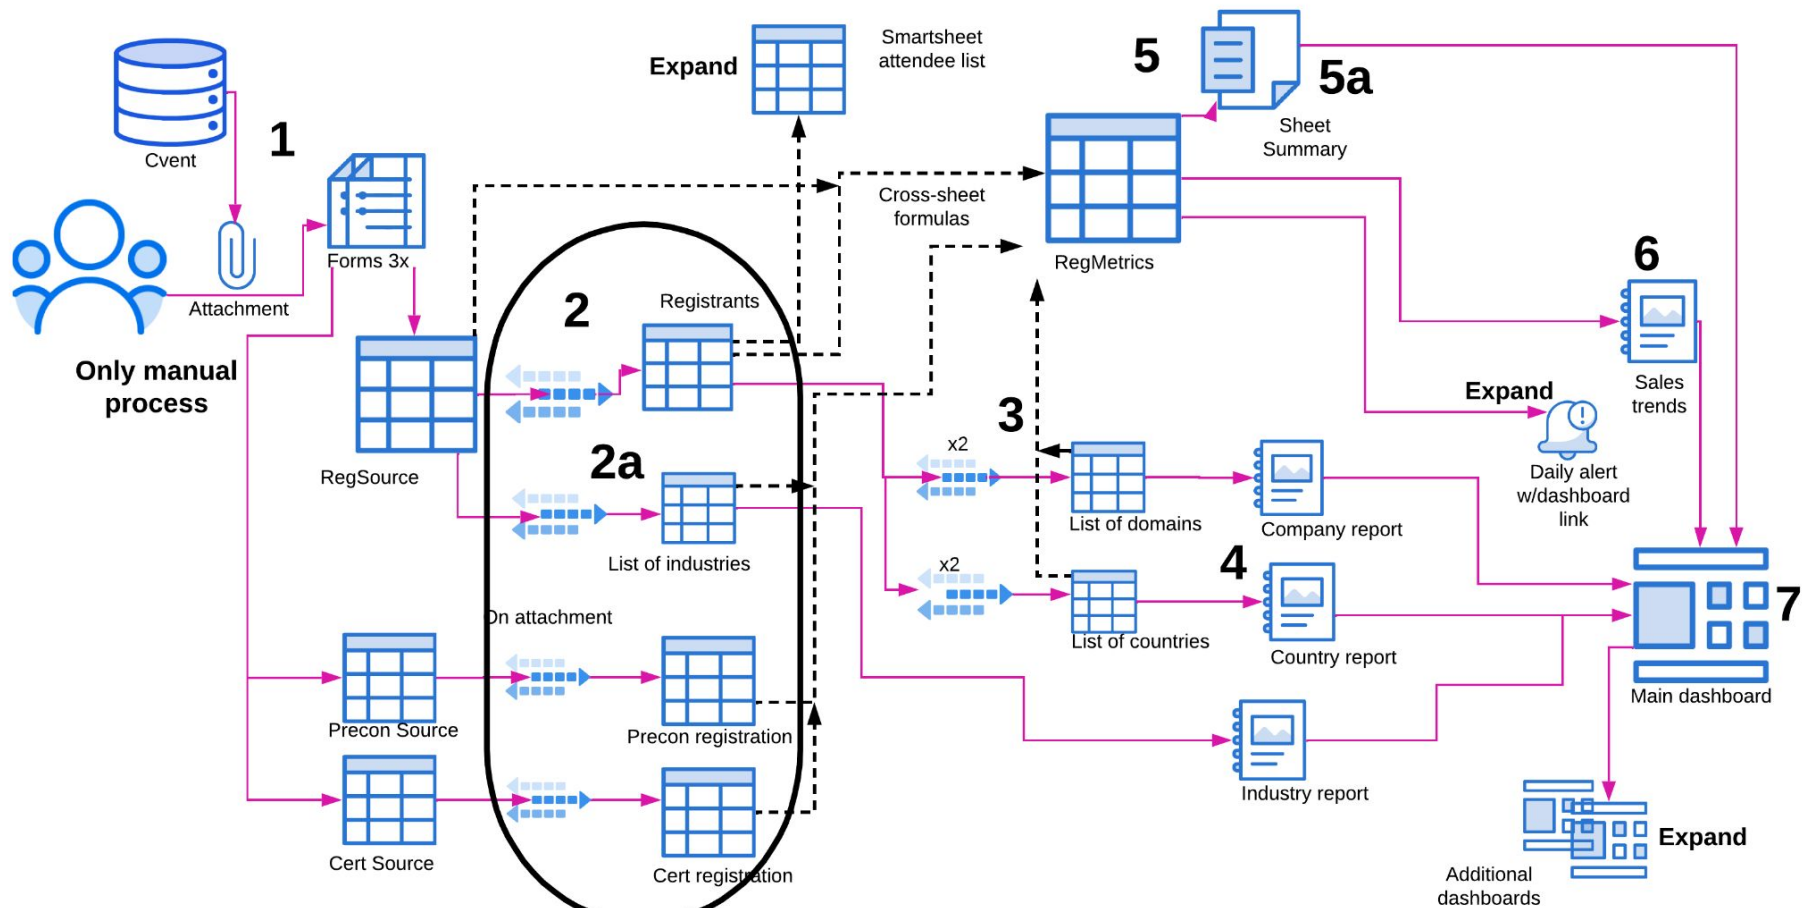 Cvent
1
Attachment
Forms 3x
Only manual
process
RegSource
Expand
Smartsheet
attendee list
Cross-sheet
formulas
2
Registrants
2a
List of industries
On attachment
Precon Source
Precon registration
Cert Source
Cert registration
5
5a
Sheet
Summary
RegMetrics
3
x2
List of domains
Company report
x2
4
List of countries
Country report
Industry report
6
Sales
trends
Expand
Daily alert
w/dashboard
link
7
Main dashboard
Expand
Additional
dashboards